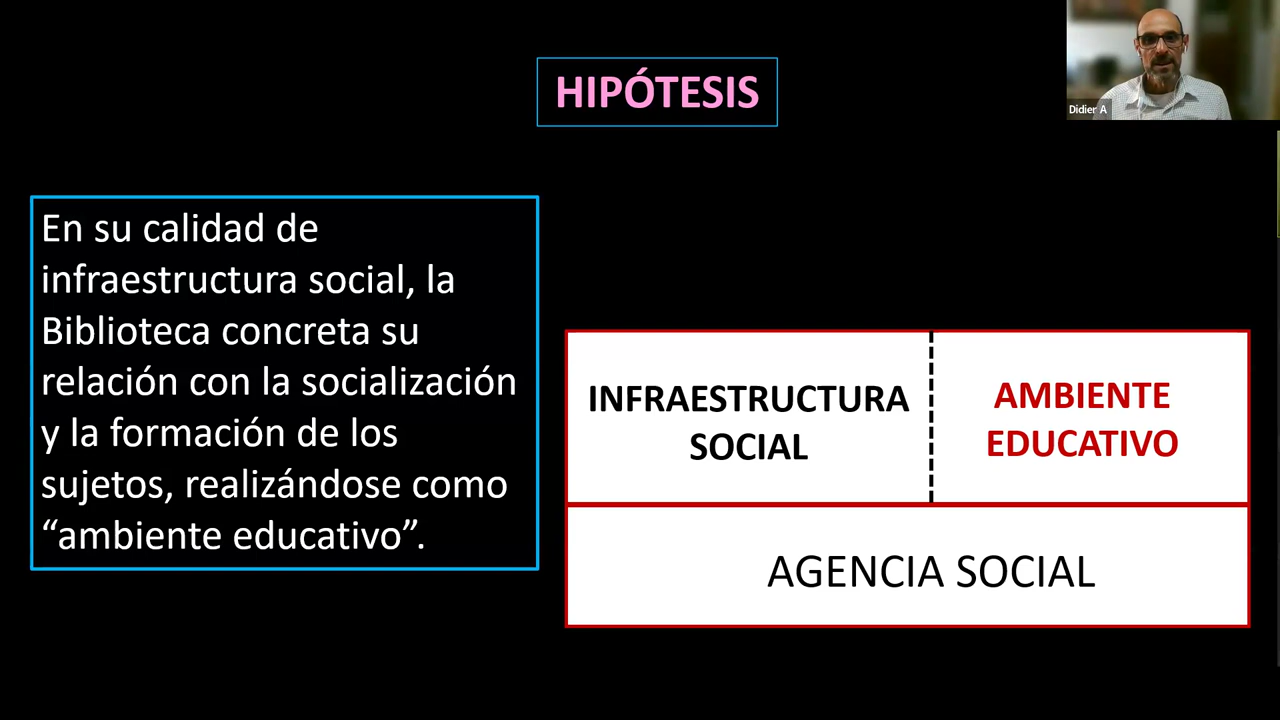 HIPÓTESIS
Didier A
En su calidad de
infraestructura social, la
Biblioteca concreta su
relación con la socialización
y la formación de los
sujetos, realizándose como
“ambiente educativo”.
INFRAESTRUCTURA
SOCIAL
AMBIENTE
EDUCATIVO
AGENCIA SOCIAL